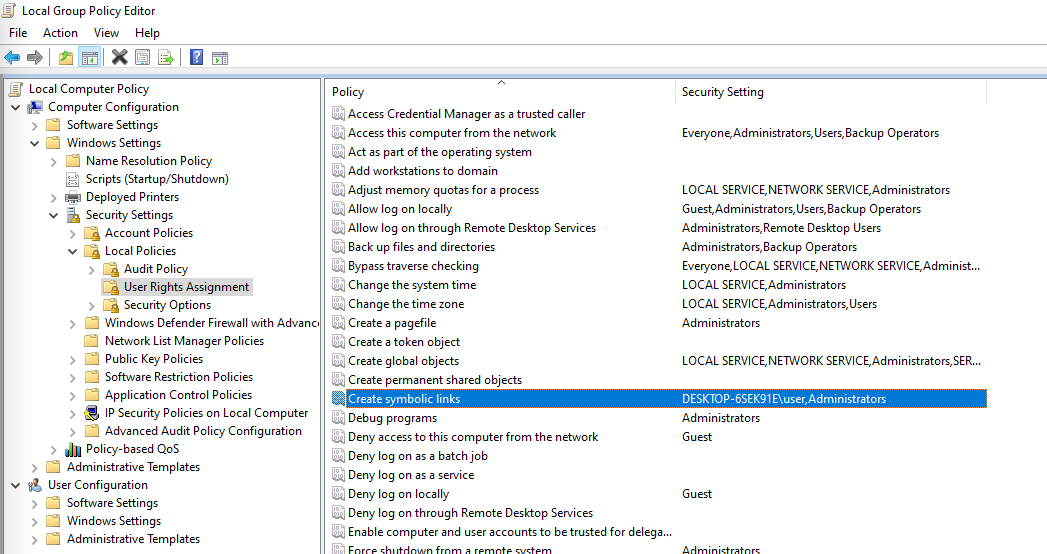 Local Group Policy Editor
File Action View Help
Local Computer Policy
Computer Configuration
Software Settings
Windows Settings
Name Resolution Policy
Scripts (Startup/Shutdown)
Deployed Printers
Security Settings
Account Policies
Local Policies
Audit Policy
User Rights Assignment
Security Options
Windows Defender Firewall with Advanc
Network List Manager Policies
Public Key Policies
Software Restriction Policies
Application Control Policies
IP Security Policies on Local Computer
Advanced Audit Policy Configuration
Policy-based QoS
Administrative Templates
User Configuration
Software Settings
Windows Settings
Administrative Templates
Policy Security Setting
Access Credential Manager as a trusted caller
Access this computer from the network Everyone,Administrators,Users,Backup Operators
Act as part of the operating system
Add workstations to domain
Adjust memory quotas for a process LOCAL SERVICE,NETWORK SERVICE,Administrators
Allow log on locally Guest,Administrators,Users,Backup Operators
Allow log on through Remote Desktop Services Administrators,Remote Desktop Users
Back up files and directories Administrators,Backup Operators
Bypass traverse checking Everyone,LOCAL SERVICE,NETWORK SERVICE,Administ...
Change the system time LOCAL SERVICE,Administrators
Change the time zone LOCAL SERVICE,Administrators,Users
Create a pagefile Administrators
Create a token object
Create global objects LOCAL SERVICE,NETWORK SERVICE,Administrators,SER...
Create permanent shared objects
Create symbolic links DESKTOP-6SEK91E\user,Administrators
Debug programs Administrators
Deny access to this computer from the network Guest
Deny log on as a batch job
Deny log on as a service
Deny log on locally Guest
Deny log on through Remote Desktop Services
Enable computer and user accounts to be trusted for delega...
Force shutdown from a remote system Administrators